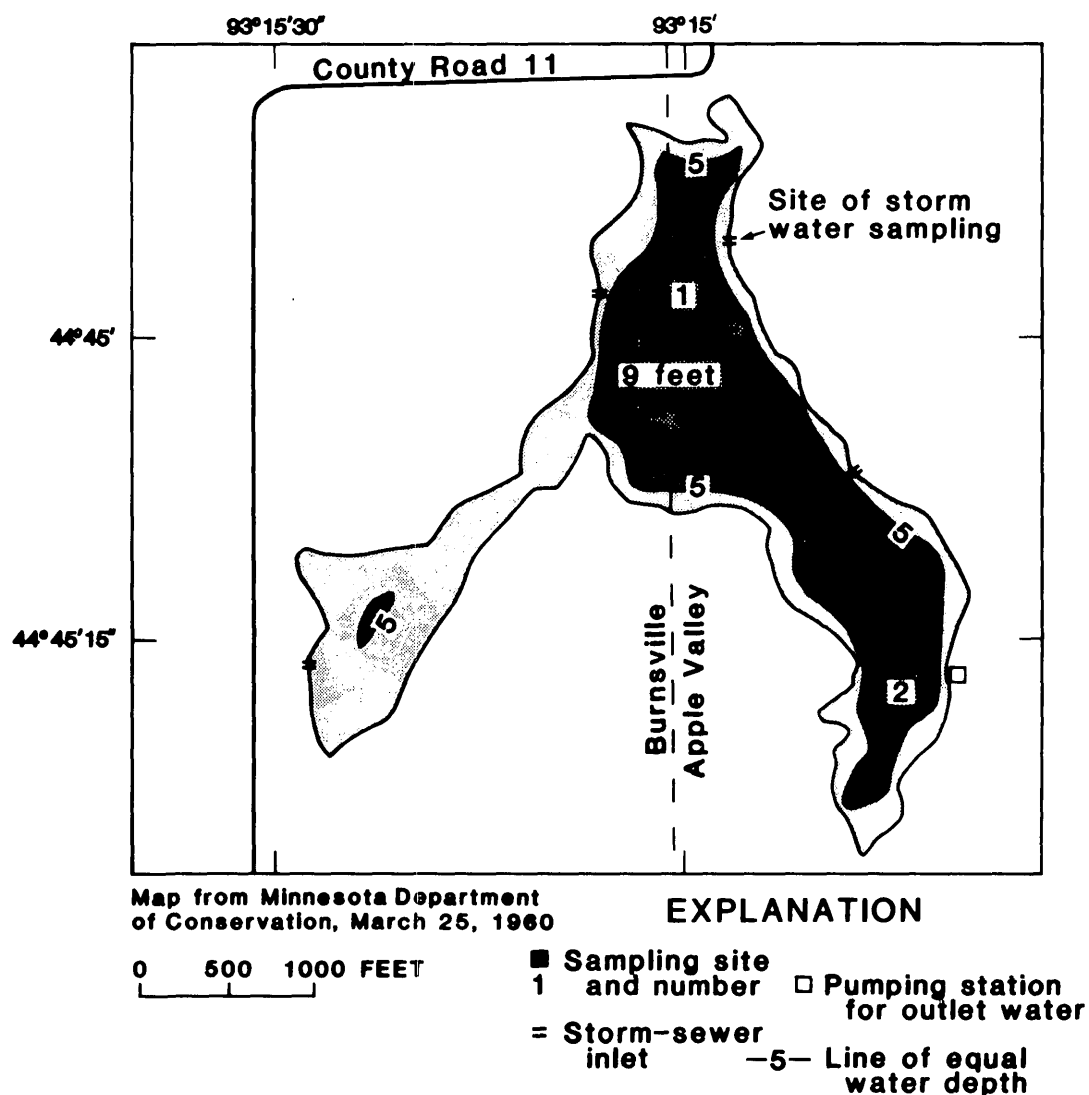 93°15'30"
93°15'
County Road 11
5
Site of storm
water sampling
1
44°45'
9 feet
5
5
5
44°45'15"
2
Burnsville
Apple Valley
Map from Minnesota Department
of Conservation, March 25, 1960
0 500 1000 FEET
EXPLANATION
Sampling site
1 and number
Storm-sewer
inlet
Pumping station
for outlet water
—5— Line of equal
water depth